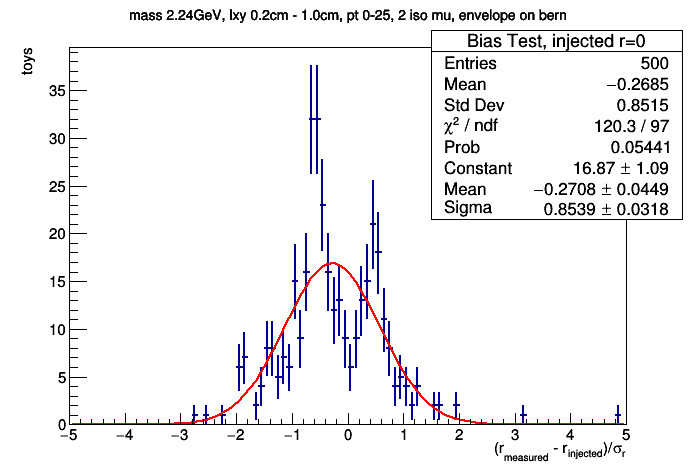 mass 2.24GeV, lxy 0.2cm - 1.0cm, pt 0-25, 2 iso mu, envelope on bern
toys
Bias Test, injected r=0
Entries 500
Mean −0.2685
Std Dev 0.8515
χ² / ndf 120.3 / 97
Prob 0.05441
Constant 16.87 ± 1.09
Mean −0.2708 ± 0.0449
Sigma 0.8539 ± 0.0318
35
30
25
20
15
10
5
0
−5 −4 −3 −2 −1 0 1 2 3 4 5
(r_measured - r_injected)/σ_r